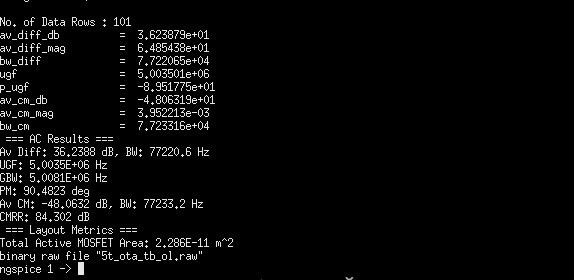 No. of Data Rows : 101
av_diff_db          =  3.623879e+01
av_diff_mag         =  6.485438e+01
bw_diff             =  7.722065e+04
ugf                 =  5.003501e+06
p_ugf               =  -8.951775e+01
av_cm_db            =  -4.806319e+01
av_cm_mag           =  3.952213e-03
bw_cm               =  7.723316e+04
=== AC Results ===
Av Diff: 36.2388 dB, BW: 77220.6 Hz
UGF: 5.0035E+06 Hz
GBW: 5.0081E+06 Hz
PM: 90.4823 deg
Av CM: -48.0632 dB, BW: 77233.2 Hz
CMRR: 84.302 dB
=== Layout Metrics ===
Total Active MOSFET Area: 2.286E-11 m^2
binary raw file "5t_ota_tb_ol.raw"
ngspice 1 ->